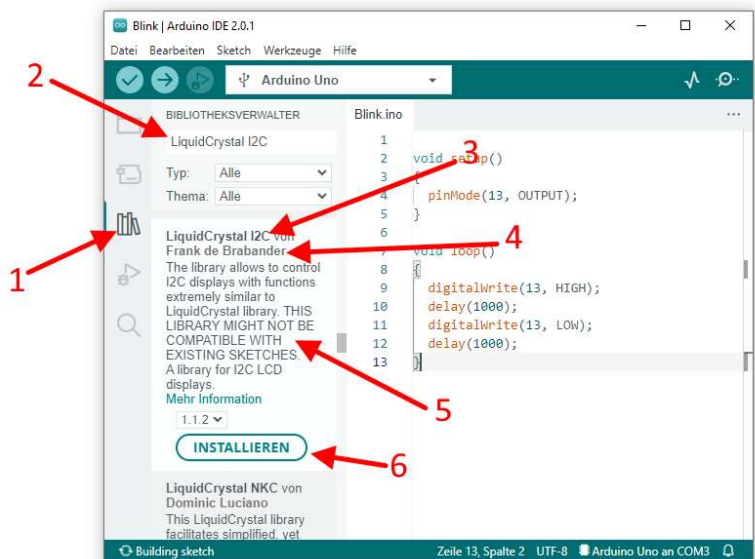 Blink | Arduino IDE 2.0.1
Datei Bearbeiten Sketch Werkzeuge Hilfe
2
Arduino Uno
BIBLIOTHEKSVERWALTER
Blink.ino
LiquidCrystal I2C
3
Typ: Alle
Thema: Alle
LiquidCrystal I2C von
Frank de Brabander
4
1
The library allows to control
I2C displays with functions
extremely similar to
LiquidCrystal library. THIS
LIBRARY MIGHT NOT BE
COMPATIBLE WITH
EXISTING SKETCHES.
A library for I2C LCD
displays.
Mehr Information
5
1.1.2
INSTALLIEREN
6
LiquidCrystal NKC von
Dominic Luciano
This LiquidCrystal library
facilitates simplified, yet
1
2 void setup()
3 {
4 pinMode(13, OUTPUT);
5 }
6
7 void loop()
8 {
9 digitalWrite(13, HIGH);
10 delay(1000);
11 digitalWrite(13, LOW);
12 delay(1000);
13 }
Building sketch
Zeile 13, Spalte 2 UTF-8 Arduino Uno an COM3